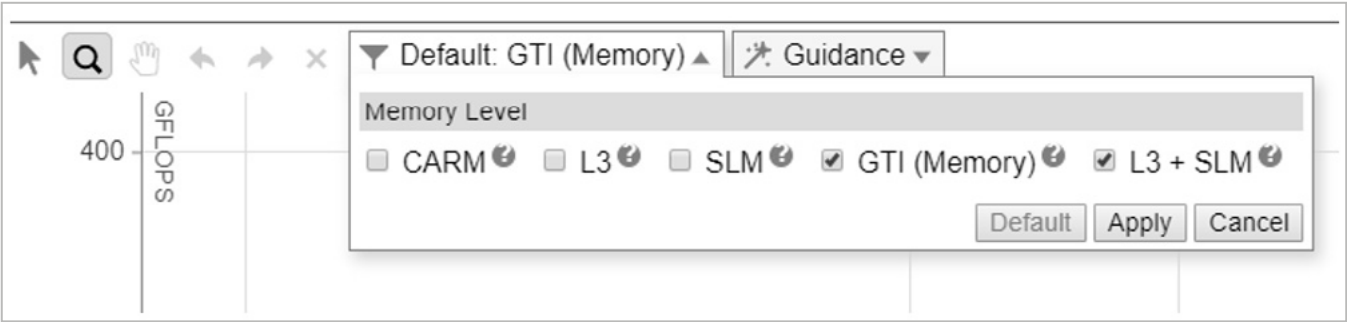 Default: GTI (Memory) Guidance
Memory Level
CARM ? L3 ? SLM ? GTI (Memory) ? L3 + SLM ?
Default Apply Cancel
400
GFLOPS